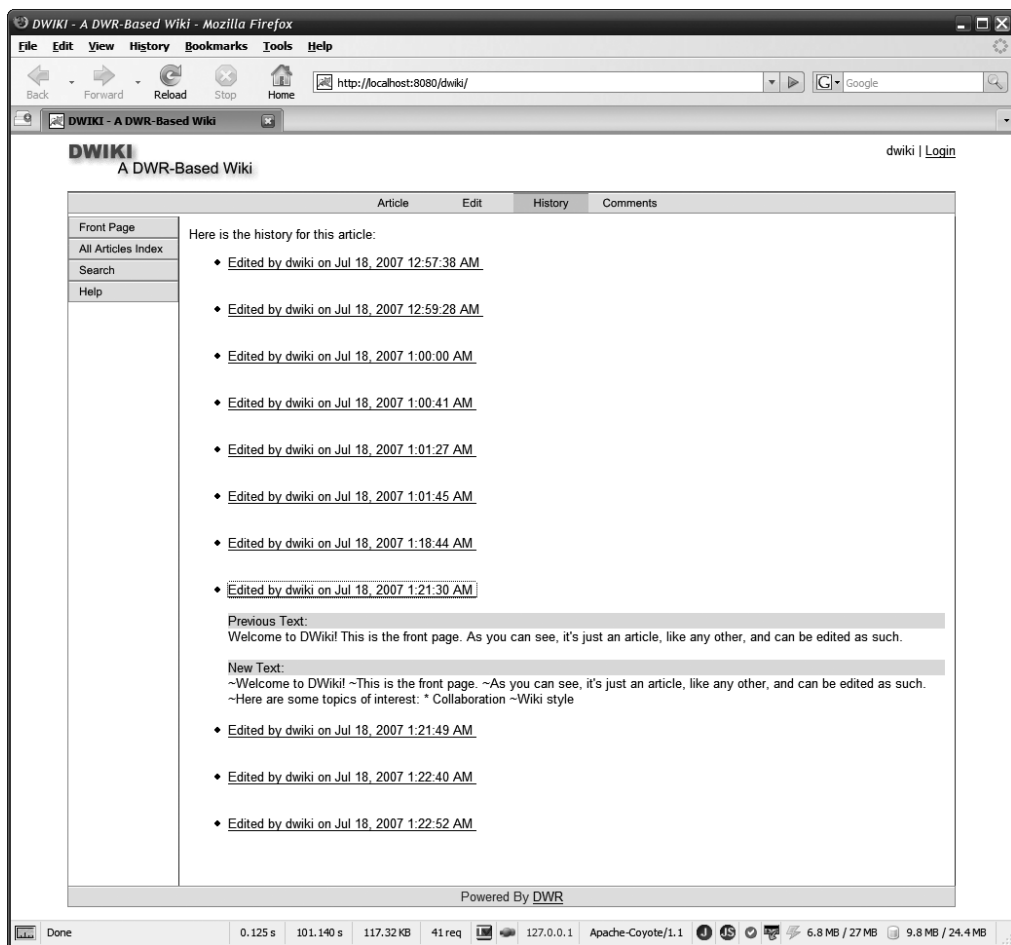 DWIKI - A DWR-Based Wiki - Mozilla Firefox
File Edit View History Bookmarks Tools Help
Back Forward Reload Stop Home http://localhost:8080/dwiki/ G Google
DWIKI - A DWR-Based Wiki
DWIKI
A DWR-Based Wiki
dwiki | Login
Article Edit History Comments
Front Page
All Articles Index
Search
Help
Here is the history for this article:
Edited by dwiki on Jul 18, 2007 12:57:38 AM
Edited by dwiki on Jul 18, 2007 12:59:28 AM
Edited by dwiki on Jul 18, 2007 1:00:00 AM
Edited by dwiki on Jul 18, 2007 1:00:41 AM
Edited by dwiki on Jul 18, 2007 1:01:27 AM
Edited by dwiki on Jul 18, 2007 1:01:45 AM
Edited by dwiki on Jul 18, 2007 1:18:44 AM
Edited by dwiki on Jul 18, 2007 1:21:30 AM
Previous Text:
Welcome to DWiki! This is the front page. As you can see, it's just an article, like any other, and can be edited as such.
New Text:
~Welcome to DWiki! ~This is the front page. ~As you can see, it's just an article, like any other, and can be edited as such.
~Here are some topics of interest: * Collaboration ~Wiki style
Edited by dwiki on Jul 18, 2007 1:21:49 AM
Edited by dwiki on Jul 18, 2007 1:22:40 AM
Edited by dwiki on Jul 18, 2007 1:22:52 AM
Powered By DWR
Done 0.125 s 101.140 s 117.32 KB 41 req 127.0.0.1 Apache-Coyote/1.1 J JS 6.8 MB / 27 MB 9.8 MB / 24.4 MB